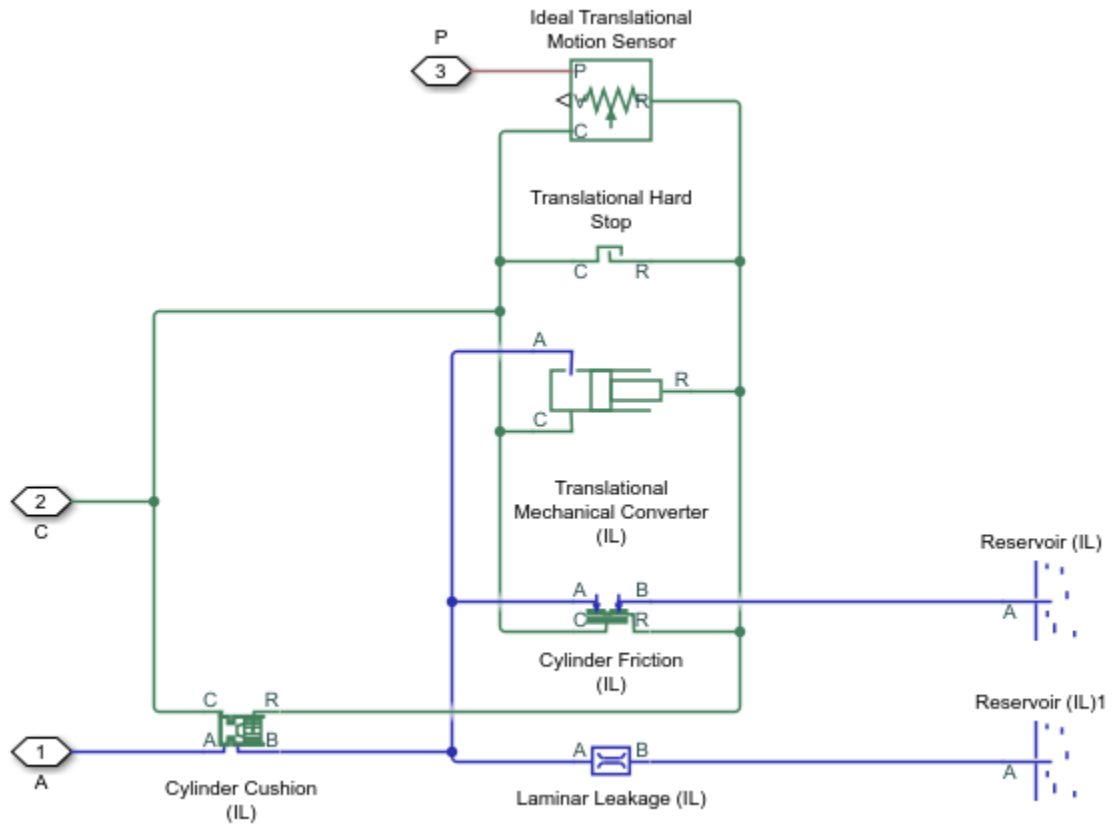 Ideal Translational
Motion Sensor
P
3
P
V
R
C
Translational Hard
Stop
C
R
A
R
C
2
C
Translational
Mechanical Converter
(IL)
Reservoir (IL)
A
B
A
C
R
Cylinder Friction
(IL)
C
R
Reservoir (IL)1
A
B
1
A
A
B
A
Cylinder Cushion
(IL)
Laminar Leakage (IL)